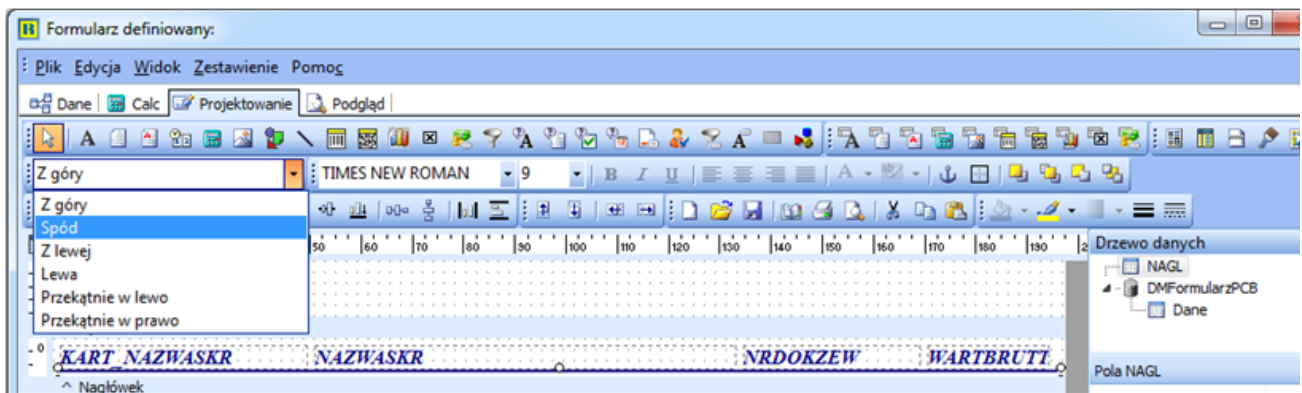 Formularz definiowany:
Plik Edycja Widok Zestawienie Pomoc
Dane Calc Projektowanie Podgląd
Z góry TIMES NEW ROMAN 9 B I U A
Z góry
Spód
Z lewej
Lewa
Przekątnie w lewo
Przekątnie w prawo
50 60 70 80 90 100 110 120 130 140 150 160 170 180 190 2
Drzewo danych
NAGL
DMFormularzPCB
Dane
0
KART_NAZWASKR NAZWASKR NRDOKZEW WARTBRUTT
^ Nagłówek
Pola NAGL